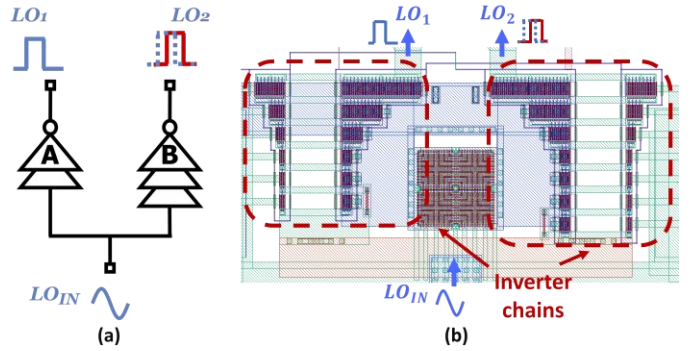 LO1
LO2
A
B
LOIN
(a)
LO1
LO2
LOIN
Inverter
chains
(b)